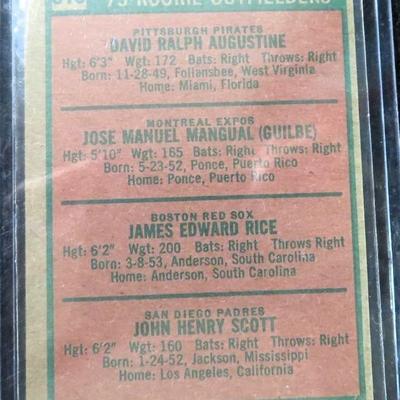 '75 ROOKIE OUTFIELDERS
PITTSBURGH PIRATES
DAVID RALPH AUGUSTINE
Hgt: 6'3" Wgt: 172 Bats: Right Throws: Right
Born: 11-28-49, Follansbee, West Virginia
Home: Miami, Florida
MONTREAL EXPOS
JOSE MANUEL MANGUAL (GUILBE)
Hgt: 5'10" Wgt: 165 Bats: Right Throws: Right
Born: 5-23-52, Ponce, Puerto Rico
Home: Ponce, Puerto Rico
BOSTON RED SOX
JAMES EDWARD RICE
Hgt: 6'2" Wgt: 200 Bats: Right Throws Right
Born: 3-8-53, Anderson, South Carolina
Home: Anderson, South Carolina
SAN DIEGO PADRES
JOHN HENRY SCOTT
Hgt: 6'2" Wgt: 160 Bats: Right Throws: Right
Born: 1-24-52, Jackson, Mississippi
Home: Los Angeles, California